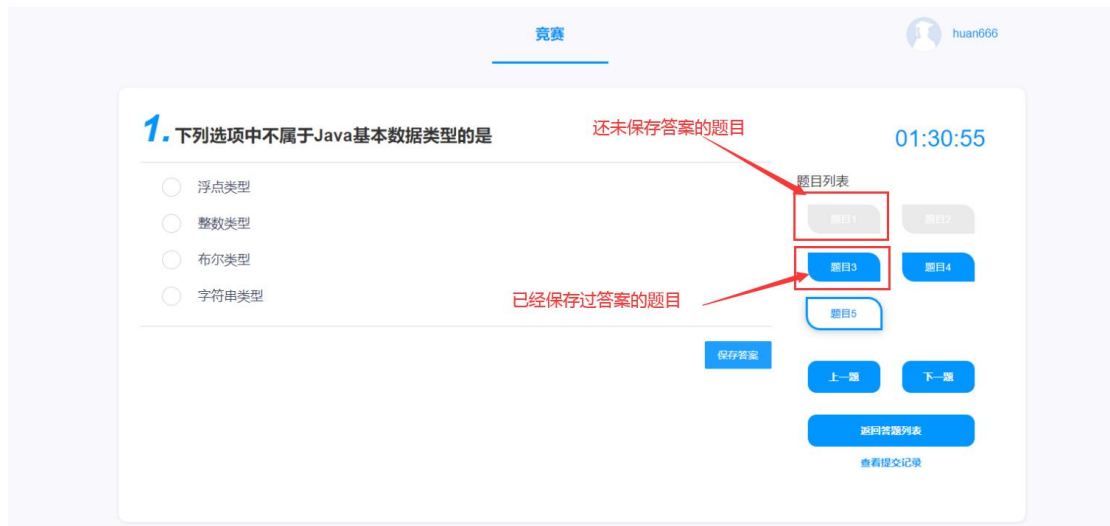 竞赛
huan666
1.下列选项中不属于Java基本数据类型的是
还未保存答案的题目
01:30:55
题目列表
浮点类型
整数类型
布尔类型
字符串类型
题目1
题目2
题目3
题目4
已经保存过答案的题目
题目5
保存答案
上一题
下一题
返回答题列表
查看提交记录